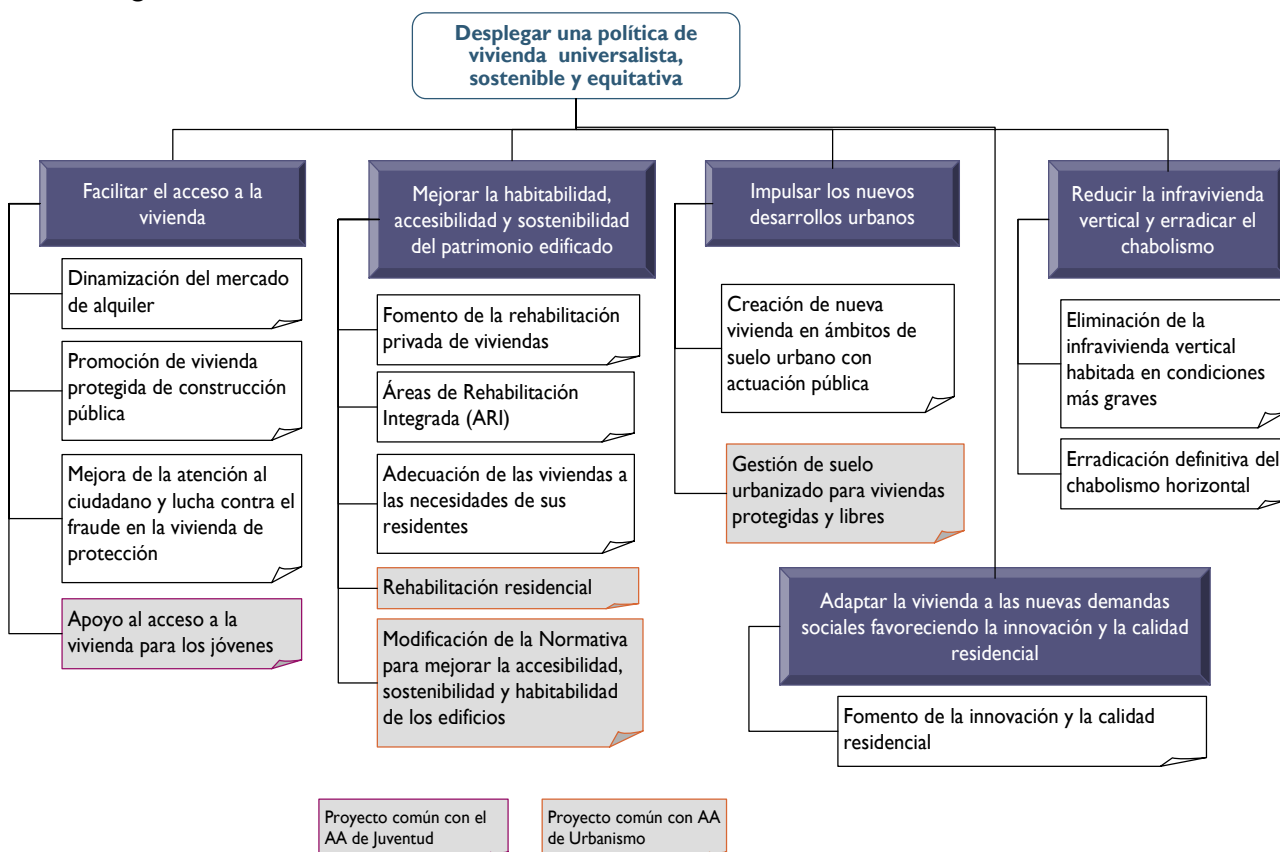 Desplegar una política de
vivienda universalista,
sostenible y equitativa
Facilitar el acceso a la
vivienda
Dinamización del mercado
de alquiler
Promoción de vivienda
protegida de construcción
pública
Mejora de la atención al
ciudadano y lucha contra el
fraude en la vivienda de
protección
Apoyo al acceso a la
vivienda para los jóvenes
Mejorar la habitabilidad,
accesibilidad y sostenibilidad
del patrimonio edificado
Fomento de la rehabilitación
privada de viviendas
Áreas de Rehabilitación
Integrada (ARI)
Adecuación de las viviendas a
las necesidades de sus
residentes
Rehabilitación residencial
Modificación de la Normativa
para mejorar la accesibilidad,
sostenibilidad y habitabilidad
de los edificios
Impulsar los nuevos
desarrollos urbanos
Creación de nueva
vivienda en ámbitos de
suelo urbano con
actuación pública
Gestión de suelo
urbanizado para viviendas
protegidas y libres
Reducir la infravivienda
vertical y erradicar el
chabolismo
Eliminación de la
infravivienda vertical
habitada en condiciones
más graves
Erradicación definitiva del
chabolismo horizontal
Adaptar la vivienda a las nuevas demandas
sociales favoreciendo la innovación y la calidad
residencial
Fomento de la innovación y la calidad
residencial
Proyecto común con el
AA de Juventud
Proyecto común con AA
de Urbanismo